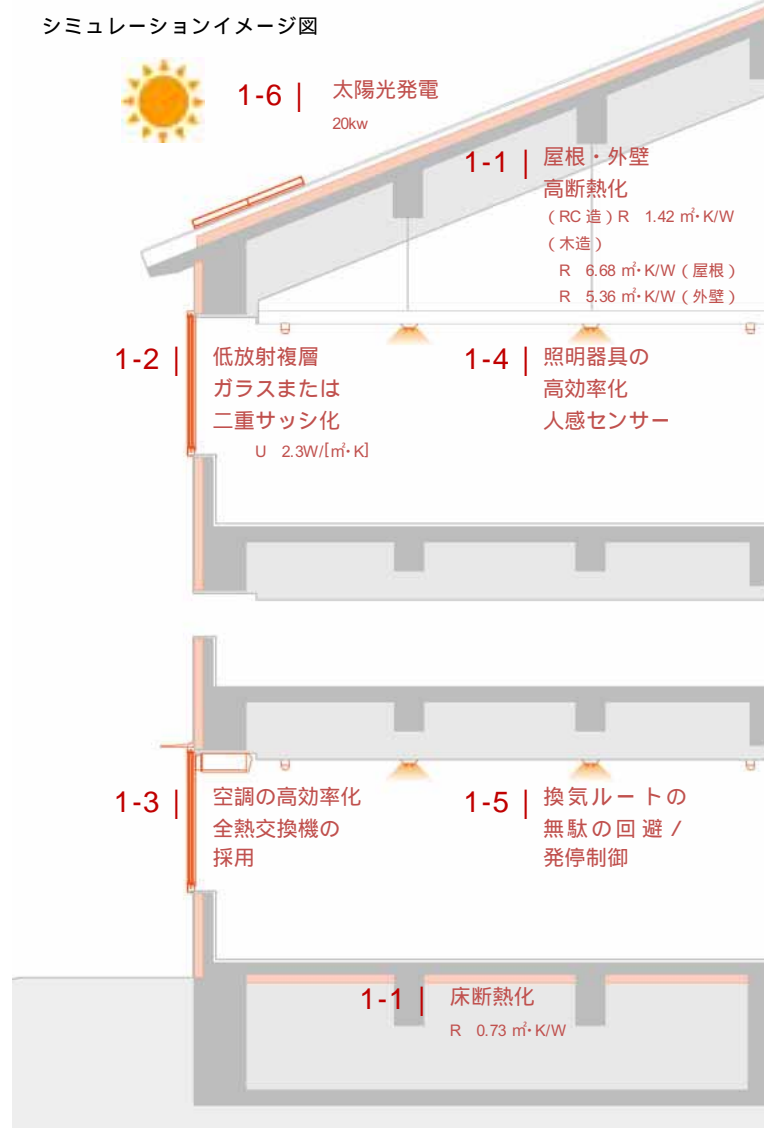 シミュレーションイメージ図
1-6 | 太陽光発電
20kw
1-1 | 屋根・外壁
高断熱化
(RC 造) R 1.42 ㎡・K/W
(木造)
R 6.68 ㎡・K/W (屋根)
R 5.36 ㎡・K/W (外壁)
1-2 | 低放射複層
ガラスまたは
二重サッシ化
U 2.3W/[㎡・K]
1-4 | 照明器具の
高効率化
人感センサー
1-3 | 空調の高効率化
全熱交換機の
採用
1-5 | 換気ルートの
無駄の回避 /
発停制御
1-1 | 床断熱化
R 0.73 ㎡・K/W